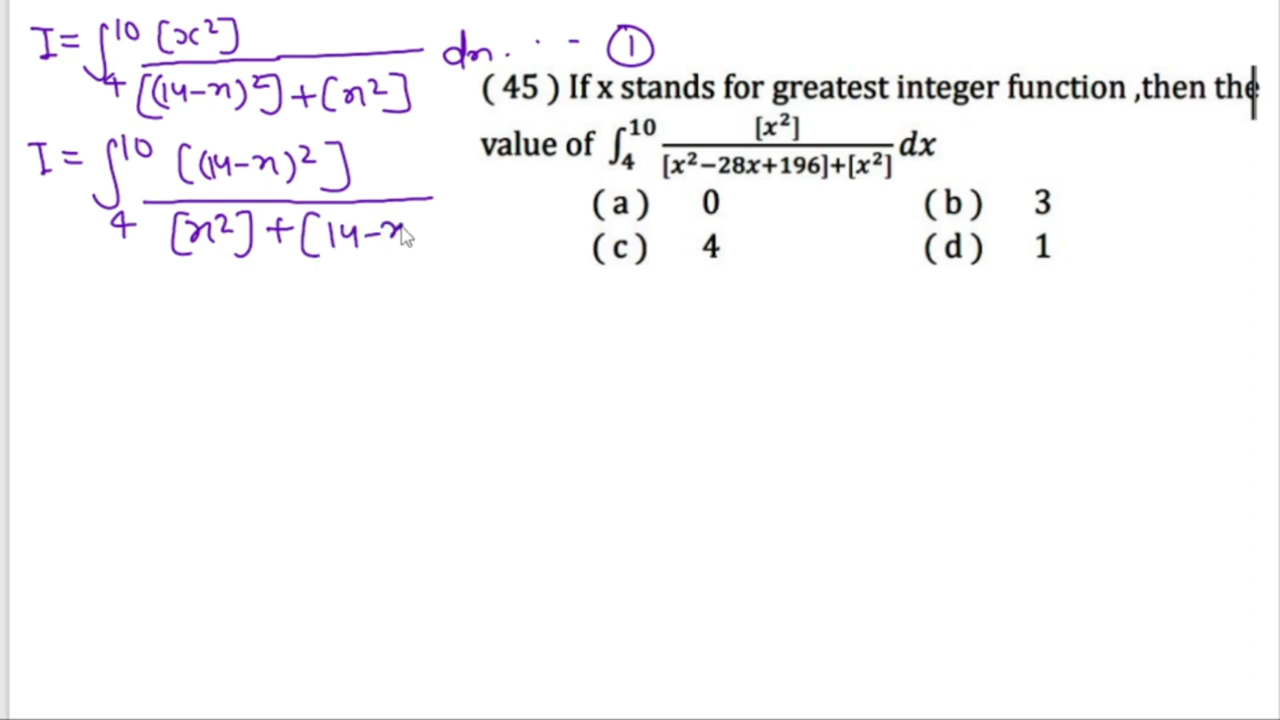 I = ∫₄¹⁰ [x²] / [(14-x)²] + [x²] dx. .. - ①
I = ∫₄¹⁰ [(14-x)²] / [x²] + [14-x
( 45 ) If x stands for greatest integer function ,then the
value of ∫₄¹⁰ [x²] / [x²−28x+196]+[x²] dx
( a ) 0 ( b ) 3
( c ) 4 ( d ) 1